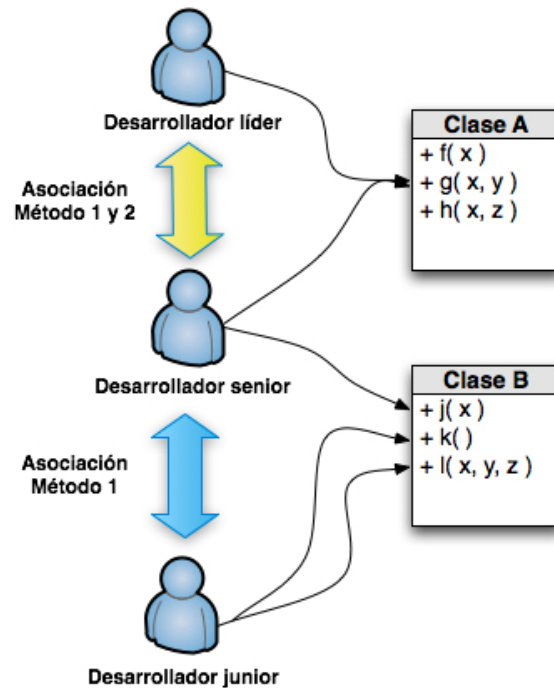 Desarrollador líder
Asociación
Método 1 y 2
Clase A
+ f( x )
+ g( x, y )
+ h( x, z )
Desarrollador senior
Asociación
Método 1
Clase B
+ j( x )
+ k( )
+ l( x, y, z )
Desarrollador junior